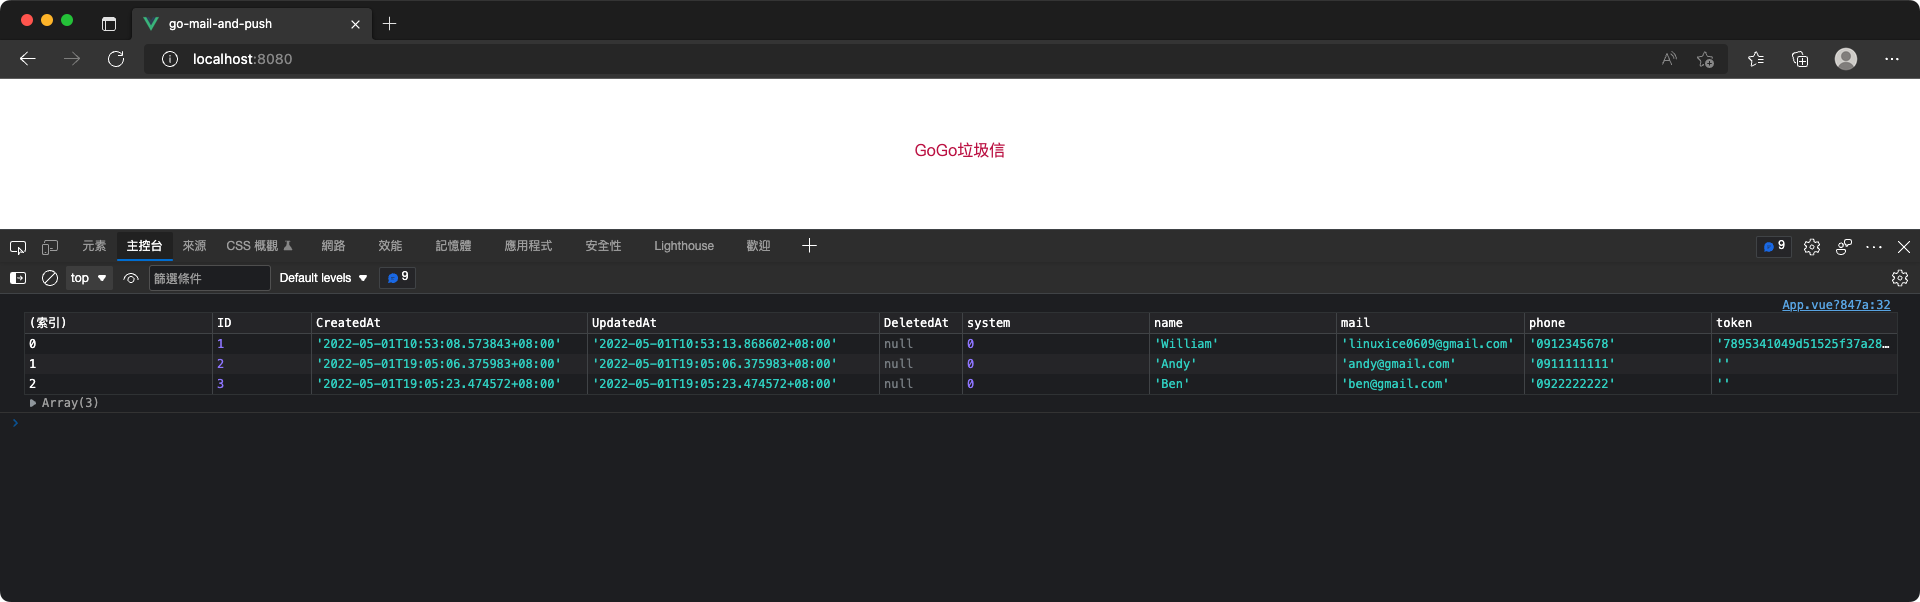 go-mail-and-push
localhost:8080
GoGo垃圾信
元素 主控台 來源 CSS 概觀 網路 效能 記憶體 應用程式 安全性 Lighthouse 歡迎 9
top 篩選條件 Default levels 9
App.vue?847a:32
(索引) ID CreatedAt UpdatedAt DeletedAt system name mail phone token
0 1 '2022-05-01T10:53:08.573843+08:00' '2022-05-01T10:53:13.868602+08:00' null 0 'William' 'linuxice0609@gmail.com' '0912345678' '7895341049d51525f37a28…
1 2 '2022-05-01T19:05:06.375983+08:00' '2022-05-01T19:05:06.375983+08:00' null 0 'Andy' 'andy@gmail.com' '0911111111' ''
2 3 '2022-05-01T19:05:23.474572+08:00' '2022-05-01T19:05:23.474572+08:00' null 0 'Ben' 'ben@gmail.com' '0922222222' ''
Array(3)